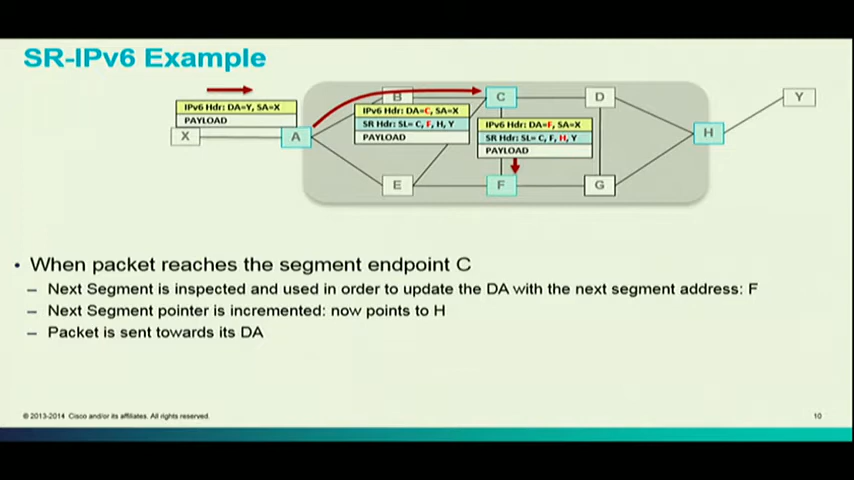 SR-IPv6 Example
IPv6 Hdr: DA=Y, SA=X
PAYLOAD
X
A
B
IPv6 Hdr: DA=C, SA=X
SR Hdr: SL= C, F, H, Y
PAYLOAD
C
IPv6 Hdr: DA=F, SA=X
SR Hdr: SL= C, F, H, Y
PAYLOAD
D
H
Y
E
F
G
• When packet reaches the segment endpoint C
– Next Segment is inspected and used in order to update the DA with the next segment address: F
– Next Segment pointer is incremented: now points to H
– Packet is sent towards its DA
© 2013-2014 Cisco and/or its affiliates. All rights reserved.
10